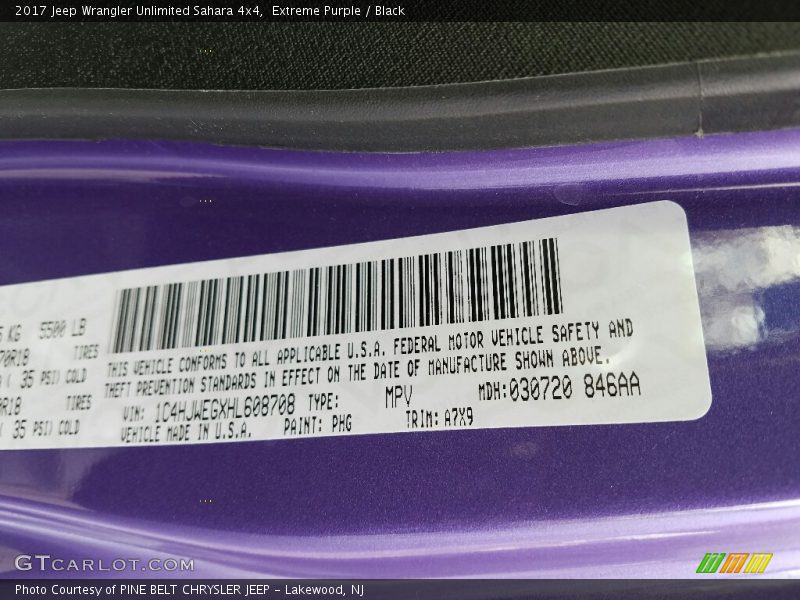 2017 Jeep Wrangler Unlimited Sahara 4x4, Extreme Purple / Black
KG 5500 LB
70R18 TIRES
( 35 PSI) COLD
R18 TIRES
( 35 PSI) COLD
THIS VEHICLE CONFORMS TO ALL APPLICABLE U.S.A. FEDERAL MOTOR VEHICLE SAFETY AND
THEFT PREVENTION STANDARDS IN EFFECT ON THE DATE OF MANUFACTURE SHOWN ABOVE.
VIN: 1C4HJWEGXHL608708 TYPE: MPV MDH:030720 846AA
VEHICLE MADE IN U.S.A. PAINT: PHG TRIM: A7X9
GTCARLOT.COM
Photo Courtesy of PINE BELT CHRYSLER JEEP - Lakewood, NJ